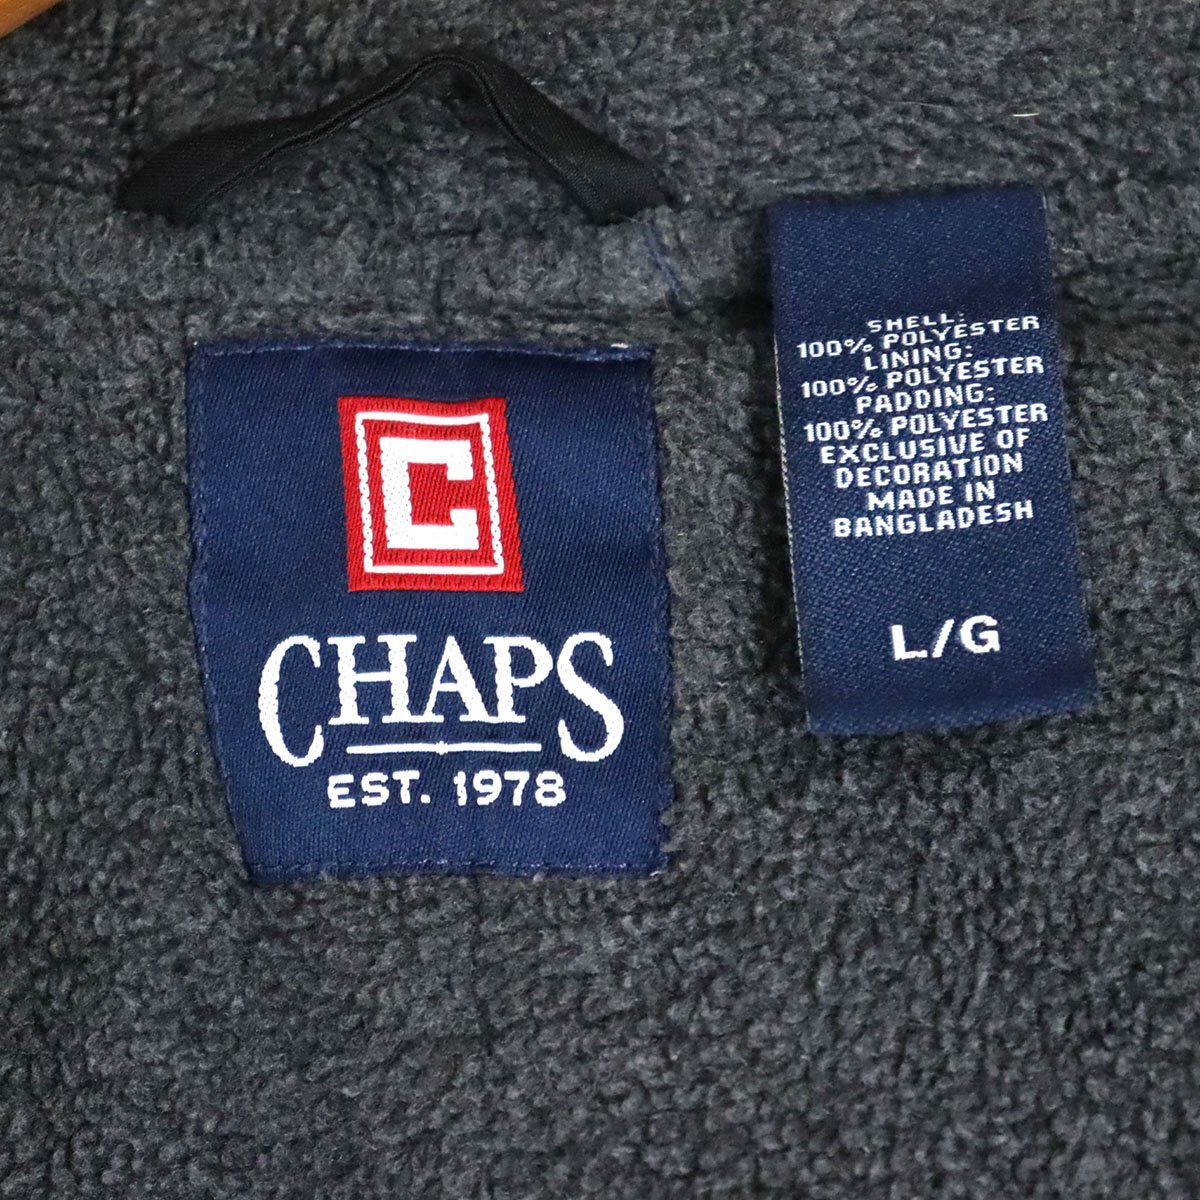 C
CHAPS
EST. 1978
SHELL:
100% POLYESTER
LINING:
100% POLYESTER
PADDING:
100% POLYESTER
EXCLUSIVE OF
DECORATION
MADE IN
BANGLADESH
L/G